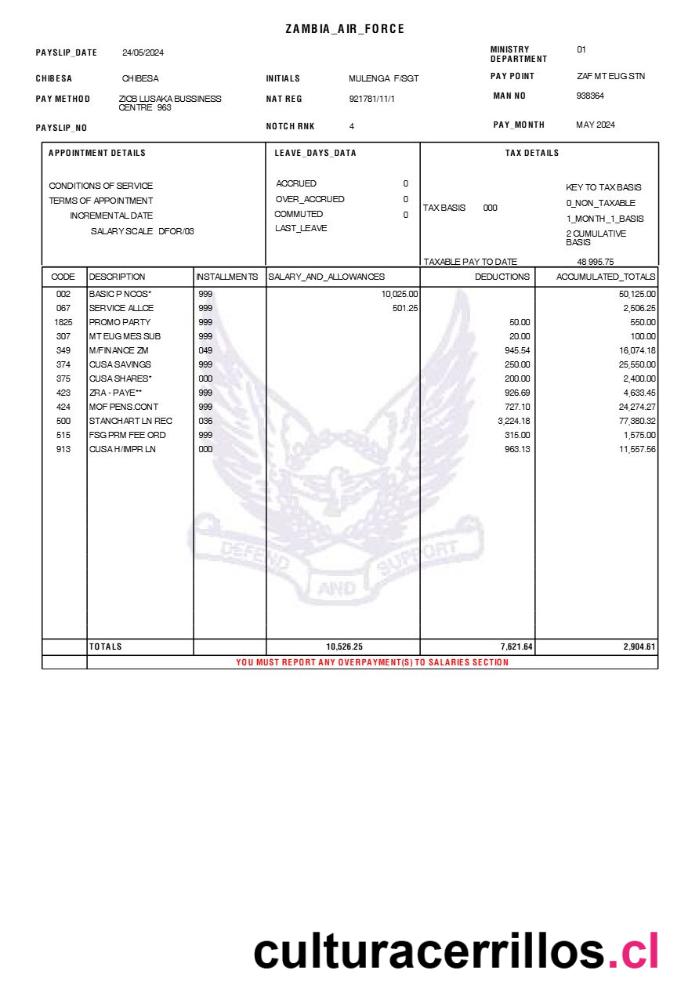 ZAMBIA_AIR_FORCE
PAYSLIP_DATE 24/05/2024 MINISTRY DEPARTMENT 01
CHIBESA CHIBESA INITIALS MULENGA F/SGT PAY POINT ZAF MT EUG STN
PAY METHOD ZICB LUSAKA BUSSINESS CENTRE 963 NAT REG 921781/11/1 MAN NO 938364
PAYSLIP_NO NOTCH RNK 4 PAY_MONTH MAY 2024
APPOINTMENT DETAILS LEAVE_DAYS_DATA TAX DETAILS
CONDITIONS OF SERVICE ACCRUED 0 KEY TO TAX BASIS
TERMS OF APPOINTMENT OVER_ACCRUED 0 TAX BASIS 000 0_NON_TAXABLE
INCREMENTAL DATE COMMUTED 0 1_MONTH_1_BASIS
SALARY SCALE DFOR/03 LAST_LEAVE 2 CUMULATIVE BASIS
TAXABLE PAY TO DATE 48 995.75
CODE DESCRIPTION INSTALLMENTS SALARY_AND_ALLOWANCES DEDUCTIONS ACCUMULATED_TOTALS
002 BASIC P NCOS* 999 10,025.00 50,125.00
067 SERVICE ALLCE 999 501.25 2,506.25
1825 PROMO PARTY 999 50.00 550.00
307 MT EUG MES SUB 999 20.00 100.00
349 M/FINANCE ZM 049 945.54 16,074.18
374 CUSA SAVINGS 999 250.00 25,550.00
375 CUSA SHARES* 000 200.00 2,400.00
423 ZRA - PAYE** 999 926.69 4,633.45
424 MOF PENS.CONT 999 727.10 24,274.27
500 STANCHART LN REC 036 3,224.18 77,380.32
515 FSG PRM FEE ORD 999 315.00 1,575.00
913 CUSA H/IMPR LN 000 963.13 11,557.56
DEFEND AND SUPPORT
TOTALS 10,526.25 7,621.64 2,904.61
YOU MUST REPORT ANY OVERPAYMENT(S) TO SALARIES SECTION
culturacerrillos.cl